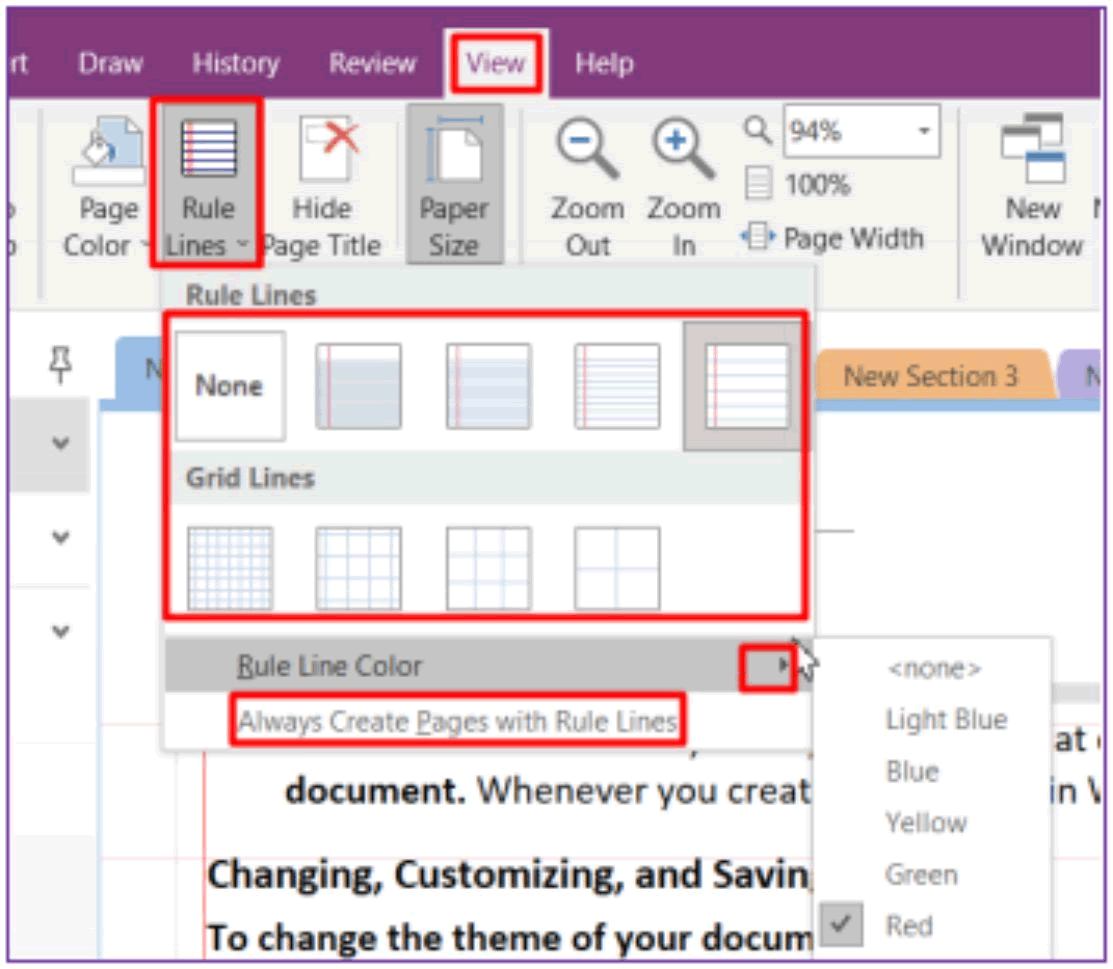 rt Draw History Review View Help
94%
100%
Page Rule Hide Paper Zoom Zoom New
Color Lines Page Title Size Out In Page Width Window
Rule Lines
None
New Section 3
Grid Lines
Rule Line Color
<none>
Always Create Pages with Rule Lines
Light Blue
at
Blue
document. Whenever you creat in
Yellow
Changing, Customizing, and Savin
Green
Red
To change the theme of your docum